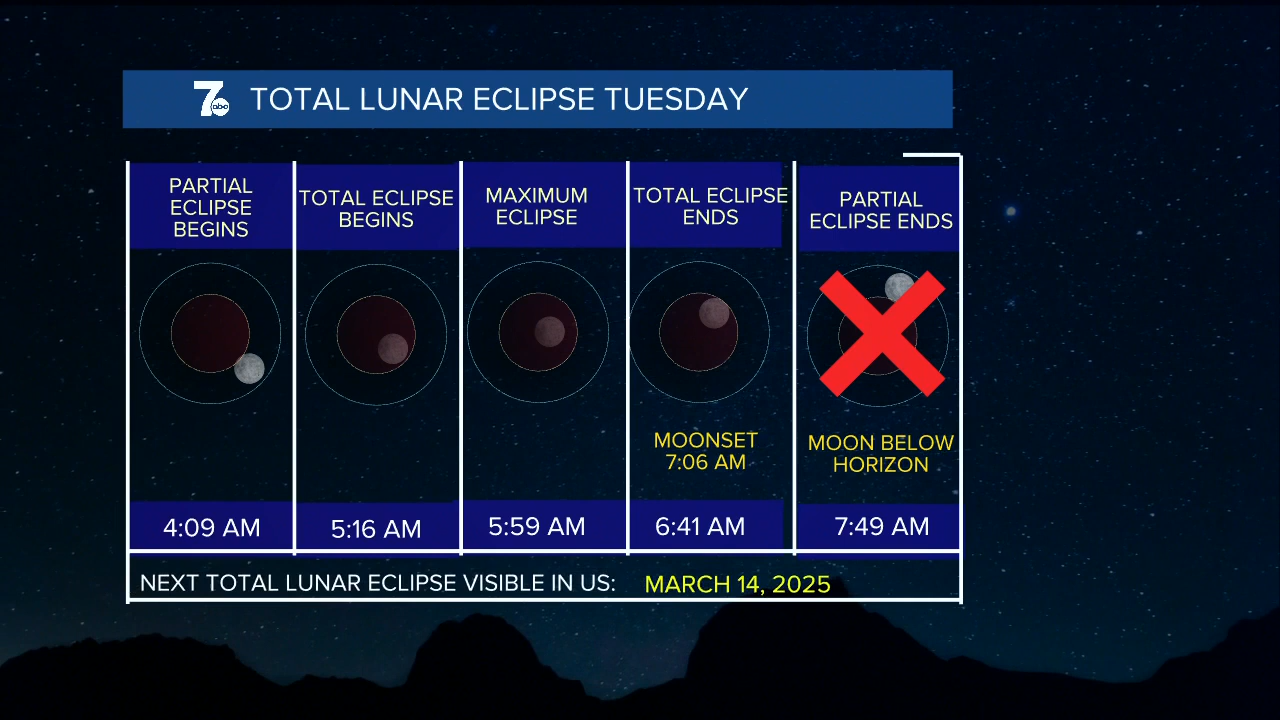 7 abc TOTAL LUNAR ECLIPSE TUESDAY
PARTIAL
ECLIPSE
BEGINS
4:09 AM
TOTAL ECLIPSE
BEGINS
5:16 AM
MAXIMUM
ECLIPSE
5:59 AM
TOTAL ECLIPSE
ENDS
MOONSET
7:06 AM
6:41 AM
PARTIAL
ECLIPSE ENDS
MOON BELOW
HORIZON
7:49 AM
NEXT TOTAL LUNAR ECLIPSE VISIBLE IN US: MARCH 14, 2025